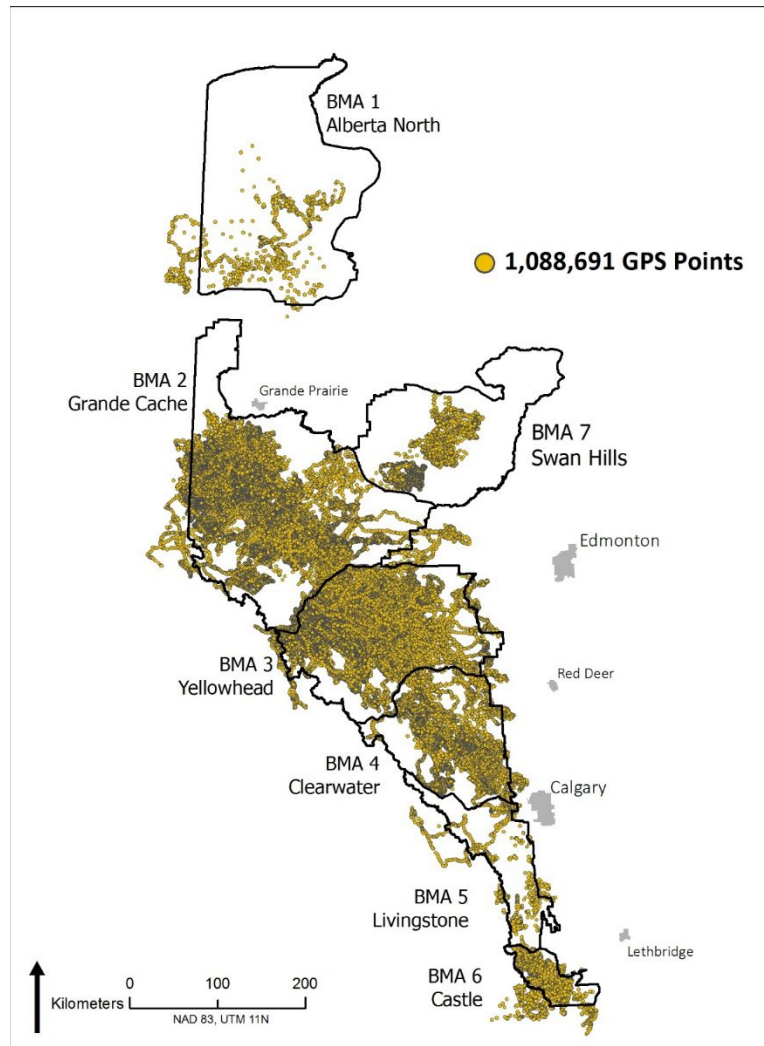 BMA 1
Alberta North
1,088,691 GPS Points
BMA 2
Grande Cache
Grande Prairie
BMA 7
Swan Hills
Edmonton
BMA 3
Yellowhead
Red Deer
BMA 4
Clearwater
Calgary
BMA 5
Livingstone
Lethbridge
BMA 6
Castle
0 100 200
Kilometers
NAD 83, UTM 11N